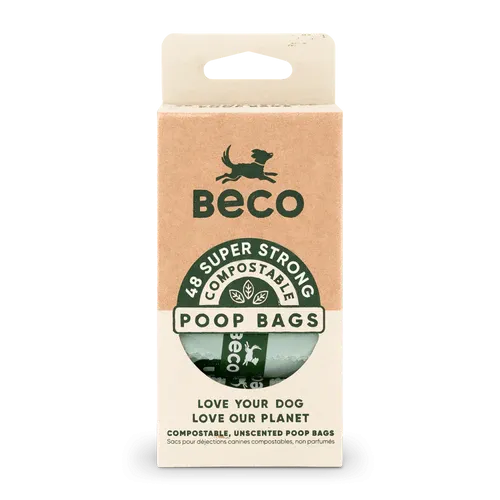 BECO
48 SUPER STRONG
COMPOSTABLE
POOP BAGS
BECO
LOVE YOUR DOG
LOVE OUR PLANET
COMPOSTABLE, UNSCENTED POOP BAGS
Sacs pour déjections canines compostables, non parfumés